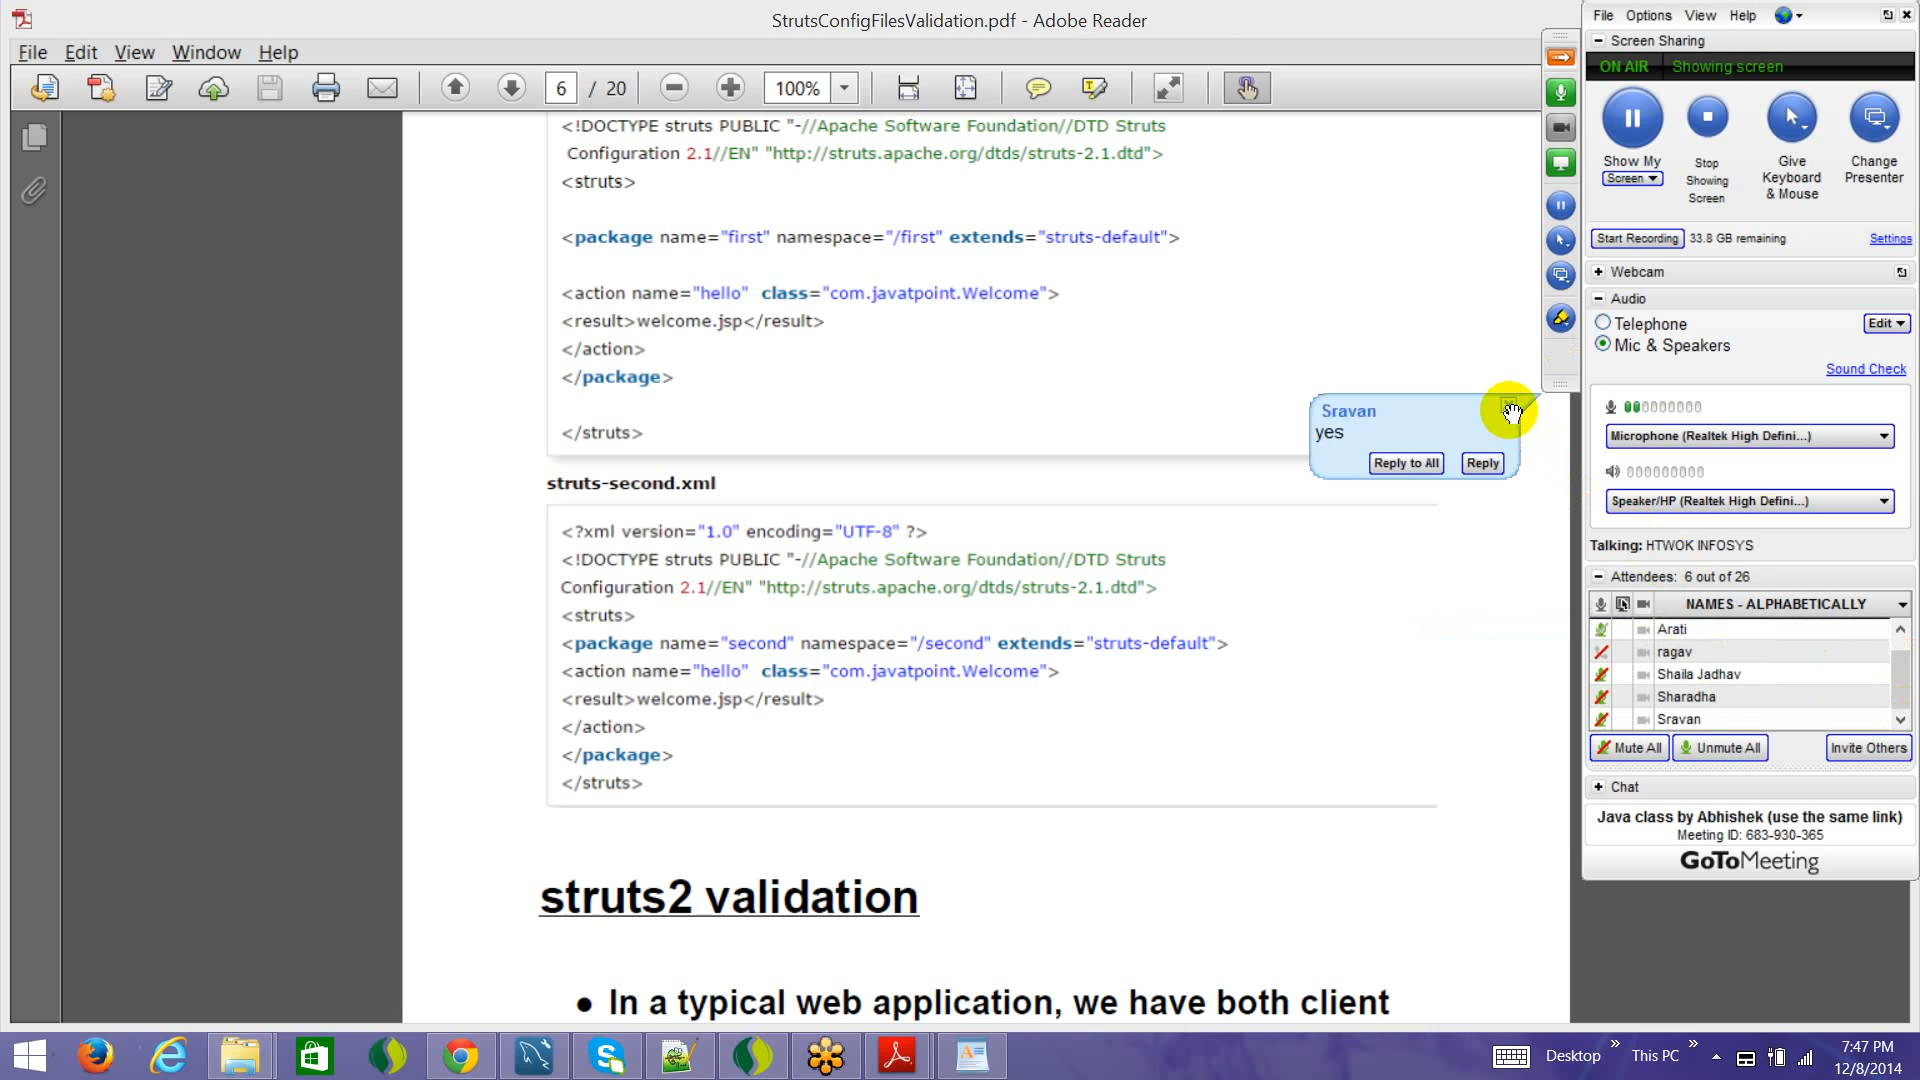 StrutsConfigFilesValidation.pdf - Adobe Reader
File Edit View Window Help
6 / 20 100%
<!DOCTYPE struts PUBLIC "-//Apache Software Foundation//DTD Struts
Configuration 2.1//EN" "http://struts.apache.org/dtds/struts-2.1.dtd">
<struts>
<package name="first" namespace="/first" extends="struts-default">
<action name="hello" class="com.javatpoint.Welcome">
<result>welcome.jsp</result>
</action>
</package>
</struts>
struts-second.xml
<?xml version="1.0" encoding="UTF-8" ?>
<!DOCTYPE struts PUBLIC "-//Apache Software Foundation//DTD Struts
Configuration 2.1//EN" "http://struts.apache.org/dtds/struts-2.1.dtd">
<struts>
<package name="second" namespace="/second" extends="struts-default">
<action name="hello" class="com.javatpoint.Welcome">
<result>welcome.jsp</result>
</action>
</package>
</struts>
struts2 validation
● In a typical web application, we have both client
Sravan
yes
Reply to All Reply
File Options View Help
Screen Sharing
ON AIR Showing screen
Show My
Screen
Stop
Showing
Screen
Give
Keyboard
& Mouse
Change
Presenter
Start Recording 33.8 GB remaining Settings
Webcam
Audio
Telephone Edit
Mic & Speakers
Sound Check
Microphone (Realtek High Defini...)
Speaker/HP (Realtek High Defini...)
Talking: HTWOK INFOSYS
Attendees: 6 out of 26
NAMES - ALPHABETICALLY
Arati
ragav
Shaila Jadhav
Sharadha
Sravan
Mute All Unmute All Invite Others
Chat
Java class by Abhishek (use the same link)
Meeting ID: 683-930-365
GoToMeeting
Desktop » This PC »
7:47 PM
12/8/2014